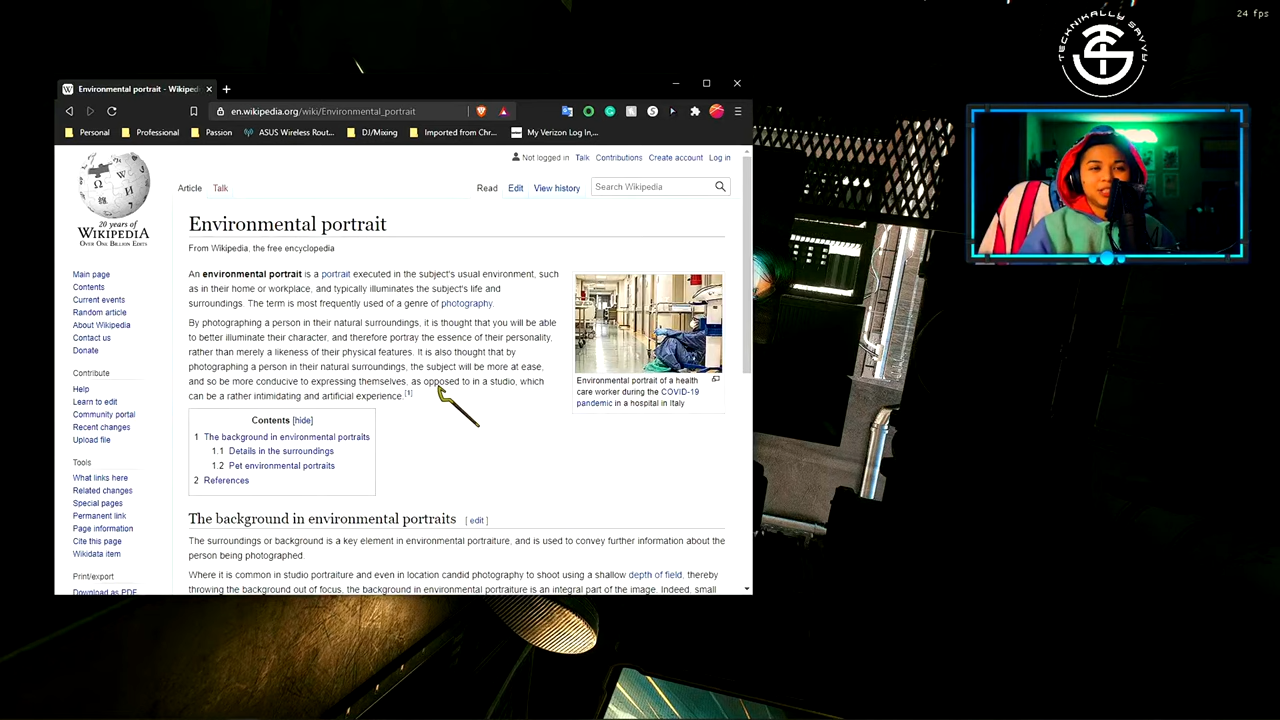 24 fps
TECKNIKALLY SAVVY
Environmental portrait - Wikiped
en.wikipedia.org/wiki/Environmental_portrait
Personal Professional Passion ASUS Wireless Rout... DJ/Mixing Imported from Chr... My Verizon Log In,...
Not logged in Talk Contributions Create account Log in
Article Talk Read Edit View history Search Wikipedia
20 years of
WIKIPEDIA
OVER ONE BILLION EDITS
Main page
Contents
Current events
Random article
About Wikipedia
Contact us
Donate
Contribute
Help
Learn to edit
Community portal
Recent changes
Upload file
Tools
What links here
Related changes
Special pages
Permanent link
Page information
Cite this page
Wikidata item
Print/export
Download as PDF
Environmental portrait
From Wikipedia, the free encyclopedia
An environmental portrait is a portrait executed in the subject's usual environment, such
as in their home or workplace, and typically illuminates the subject's life and
surroundings. The term is most frequently used of a genre of photography.
By photographing a person in their natural surroundings, it is thought that you will be able
to better illuminate their character, and therefore portray the essence of their personality,
rather than merely a likeness of their physical features. It is also thought that by
photographing a person in their natural surroundings, the subject will be more at ease,
and so be more conducive to expressing themselves, as opposed to in a studio, which
can be a rather intimidating and artificial experience.[1]
Environmental portrait of a health
care worker during the COVID-19
pandemic in a hospital in Italy
Contents [hide]
1 The background in environmental portraits
1.1 Details in the surroundings
1.2 Pet environmental portraits
2 References
The background in environmental portraits [ edit ]
The surroundings or background is a key element in environmental portraiture, and is used to convey further information about the
person being photographed.
Where it is common in studio portraiture and even in location candid photography to shoot using a shallow depth of field, thereby
throwing the background out of focus, the background in environmental portraiture is an integral part of the image. Indeed, small